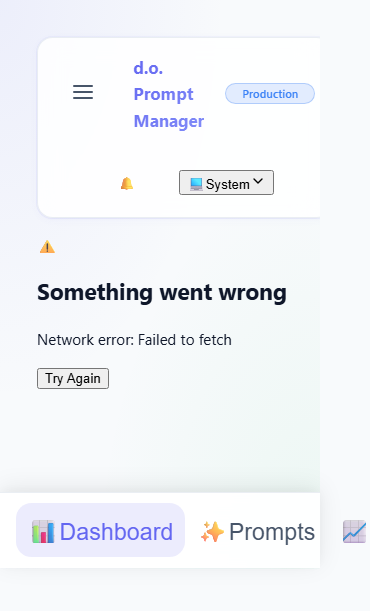 d.o.
Prompt
Manager
Production
System
Something went wrong
Network error: Failed to fetch
Try Again
Dashboard
Prompts